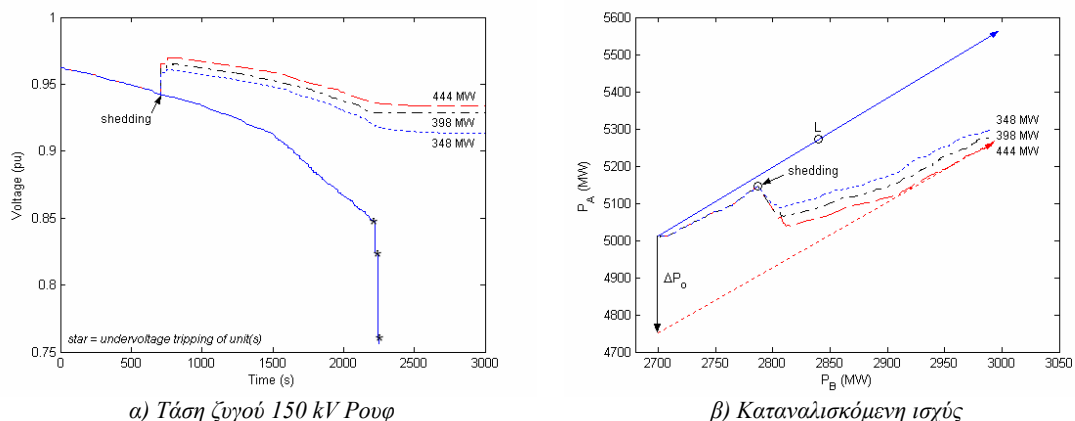 1
0.95
0.9
0.85
0.8
0.75
Voltage (pu)
shedding
444 MW
398 MW
348 MW
star = undervoltage tripping of unit(s)
0
500
1000
1500
2000
2500
3000
Time (s)
α) Τάση ζυγού 150 kV Ρουφ
5600
5500
5400
5300
5200
5100
5000
4900
4800
4700
P_A (MW)
L
shedding
348 MW
398 MW
444 MW
ΔP_o
2700
2750
2800
2850
2900
2950
3000
3050
P_B (MW)
β) Καταναλισκόμενη ισχύς